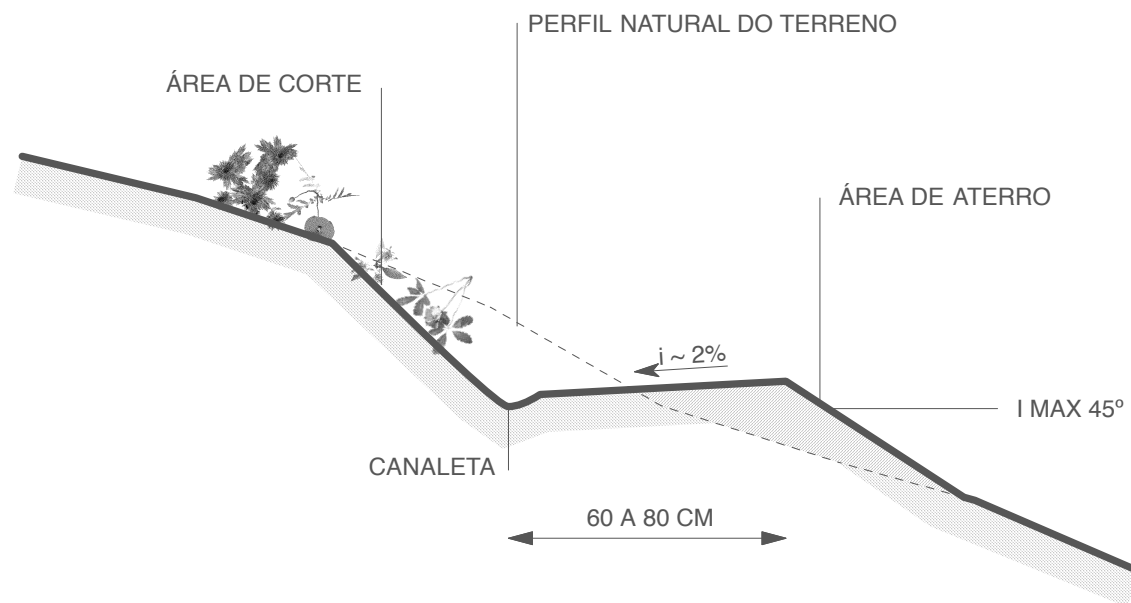 PERFIL NATURAL DO TERRENO
ÁREA DE CORTE
ÁREA DE ATERRO
i ~ 2%
I MAX 45º
CANALETA
60 A 80 CM